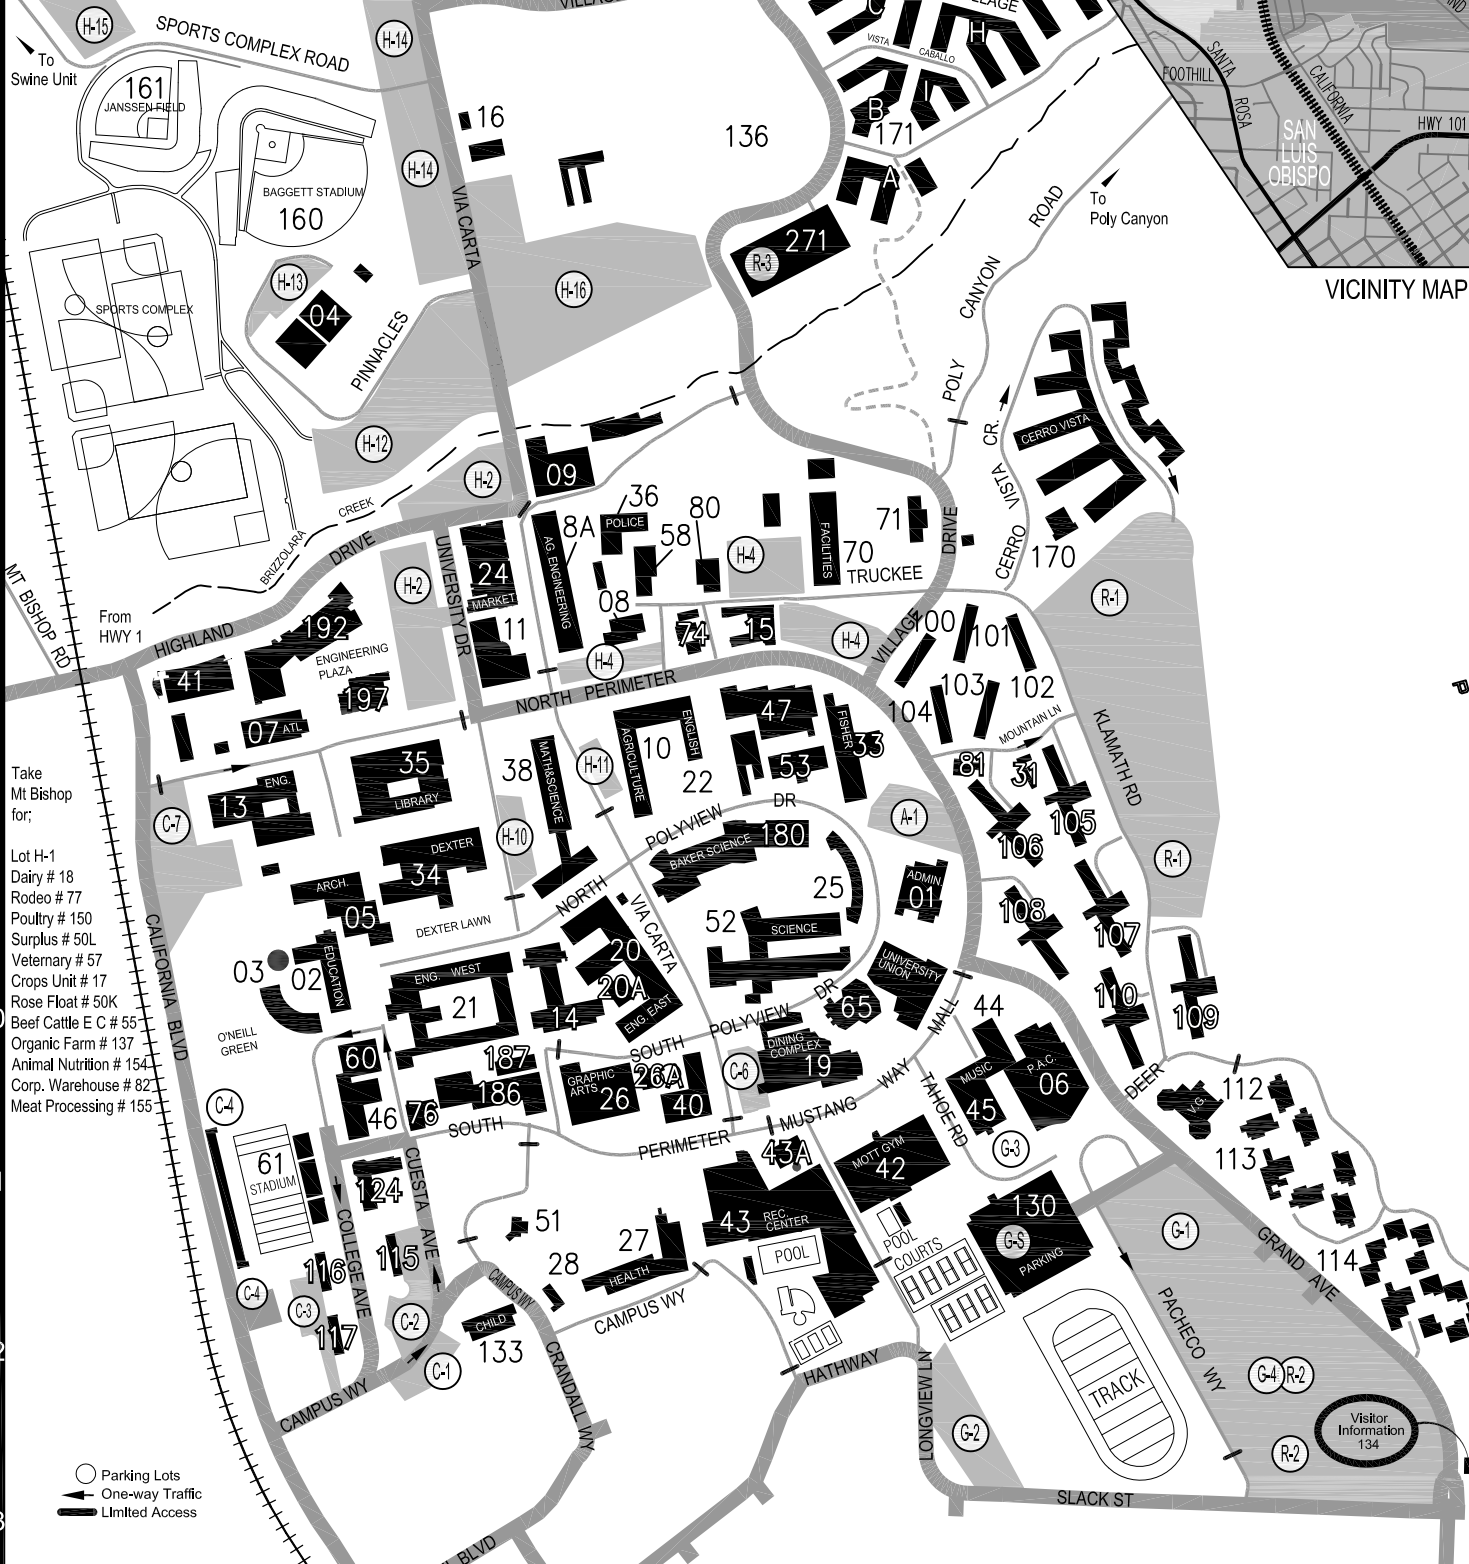 H-15
SPORTS COMPLEX ROAD
H-14
To
Swine Unit
161
JANSSEN FIELD
16
H-14
VIA CARTA
BAGGETT STADIUM
160
136
C
H
VISTA
CABALLO
B
I
171
A
FOOTHILL
SANTA
ROSA
CALIFORNIA
HWY 101
SAN
LUIS
OBISPO
VICINITY MAP
To
Poly Canyon
POLY
CANYON
ROAD
271
R-3
H-13
04
SPORTS COMPLEX
PINNACLES
H-16
H-12
H-2
09
CREEK
BRIZZOLARA
CERRO VISTA
CERRO
VISTA
CR.
170
MT BISHOP RD
From
HWY 1
HIGHLAND
DRIVE
H-2
UNIVERSITY DR
24
MARKET
11
8A
AG. ENGINEERING
36
POLICE
58
80
H-4
FACILITIES
70
71
TRUCKEE
08
H-4
74
15
H-4
VILLAGE
DRIVE
R-1
100
101
102
103
104
MOUNTAIN LN
KLAMATH RD
192
ENGINEERING
PLAZA
197
41
07
ATL
NORTH PERIMETER
47
53
FISHER
33
10
AGRICULTURE
ENGLISH
22
H-11
38
MATH&SCIENCE
35
LIBRARY
13
ENG.
C-7
H-10
81
31
105
106
A-1
R-1
POLYVIEW
DR
NORTH
BAKER SCIENCE
180
25
ADMIN.
01
108
107
DEXTER
34
ARCH.
05
DEXTER LAWN
Take
Mt Bishop
for;
Lot H-1
Dairy # 18
Rodeo # 77
Poultry # 150
Surplus # 50L
Veternary # 57
Crops Unit # 17
Rose Float # 50K
Beef Cattle E C # 55
Organic Farm # 137
Animal Nutrition # 154
Corp. Warehouse # 82
Meat Processing # 155
CALIFORNIA BLVD
03
02
EDUCATION
O'NEILL
GREEN
ENG. WEST
21
14
20
20A
ENG. EAST
VIA CARTA
52
SCIENCE
UNIVERSITY
UNION
65
110
109
44
MALL
SOUTH
POLYVIEW
DR
DINING
COMPLEX
19
C-6
60
46
76
187
186
GRAPHIC
ARTS
26
26A
40
MUSIC
45
P.A.C.
06
DEER
V.G.
112
113
114
SOUTH
PERIMETER
MUSTANG
WAY
TAHOE RD
G-3
43A
MOTT GYM
42
C-4
61
STADIUM
124
CUESTA
AVE
COLLEGE AVE
115
116
117
C-4
C-3
C-2
C-1
51
28
27
HEALTH
43
REC.
CENTER
POOL
POOL
COURTS
130
G-S
PARKING
G-1
GRAND AVE
CAMPUS WY
CAMPUS WY
CAMPUS WY
CHILD
133
CRANDALL WY
HATHWAY
LONGVIEW LN
G-2
TRACK
PACHECO WY
G-4
R-2
R-2
Visitor
Information
134
SLACK ST
Parking Lots
One-way Traffic
Limited Access
BLVD